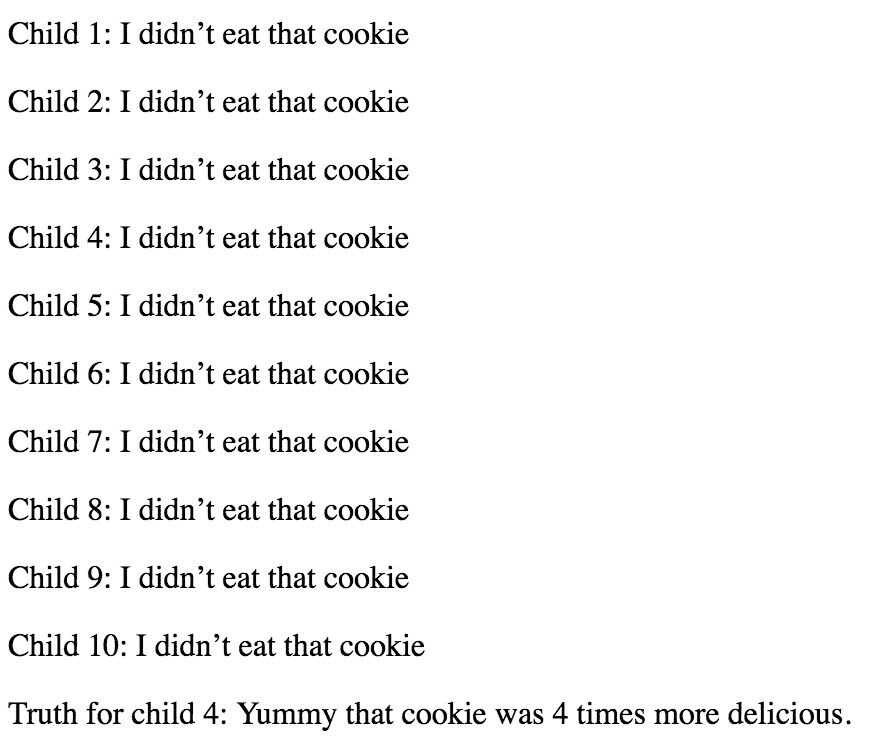 Child 1: I didn’t eat that cookie
Child 2: I didn’t eat that cookie
Child 3: I didn’t eat that cookie
Child 4: I didn’t eat that cookie
Child 5: I didn’t eat that cookie
Child 6: I didn’t eat that cookie
Child 7: I didn’t eat that cookie
Child 8: I didn’t eat that cookie
Child 9: I didn’t eat that cookie
Child 10: I didn’t eat that cookie
Truth for child 4: Yummy that cookie was 4 times more delicious.